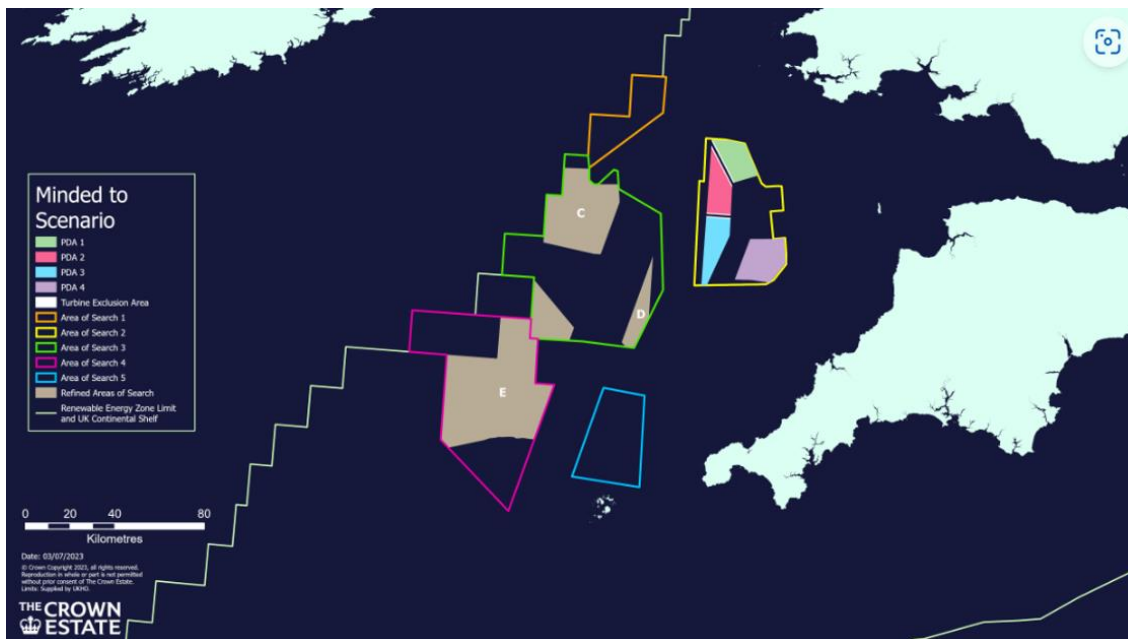 Minded to
Scenario
PDA 1
PDA 2
PDA 3
PDA 4
Turbine Exclusion Area
Area of Search 1
Area of Search 2
Area of Search 3
Area of Search 4
Area of Search 5
Refined Areas of Search
Renewable Energy Zone Limit
and UK Continental Shelf
C
D
E
0 20 40 80
Kilometres
Date: 03/07/2023
© Crown Copyright 2023, all rights reserved.
Reproduction in whole or part is not permitted
without prior consent of The Crown Estate.
Limits: Supplied by UKHO.
THE CROWN
ESTATE